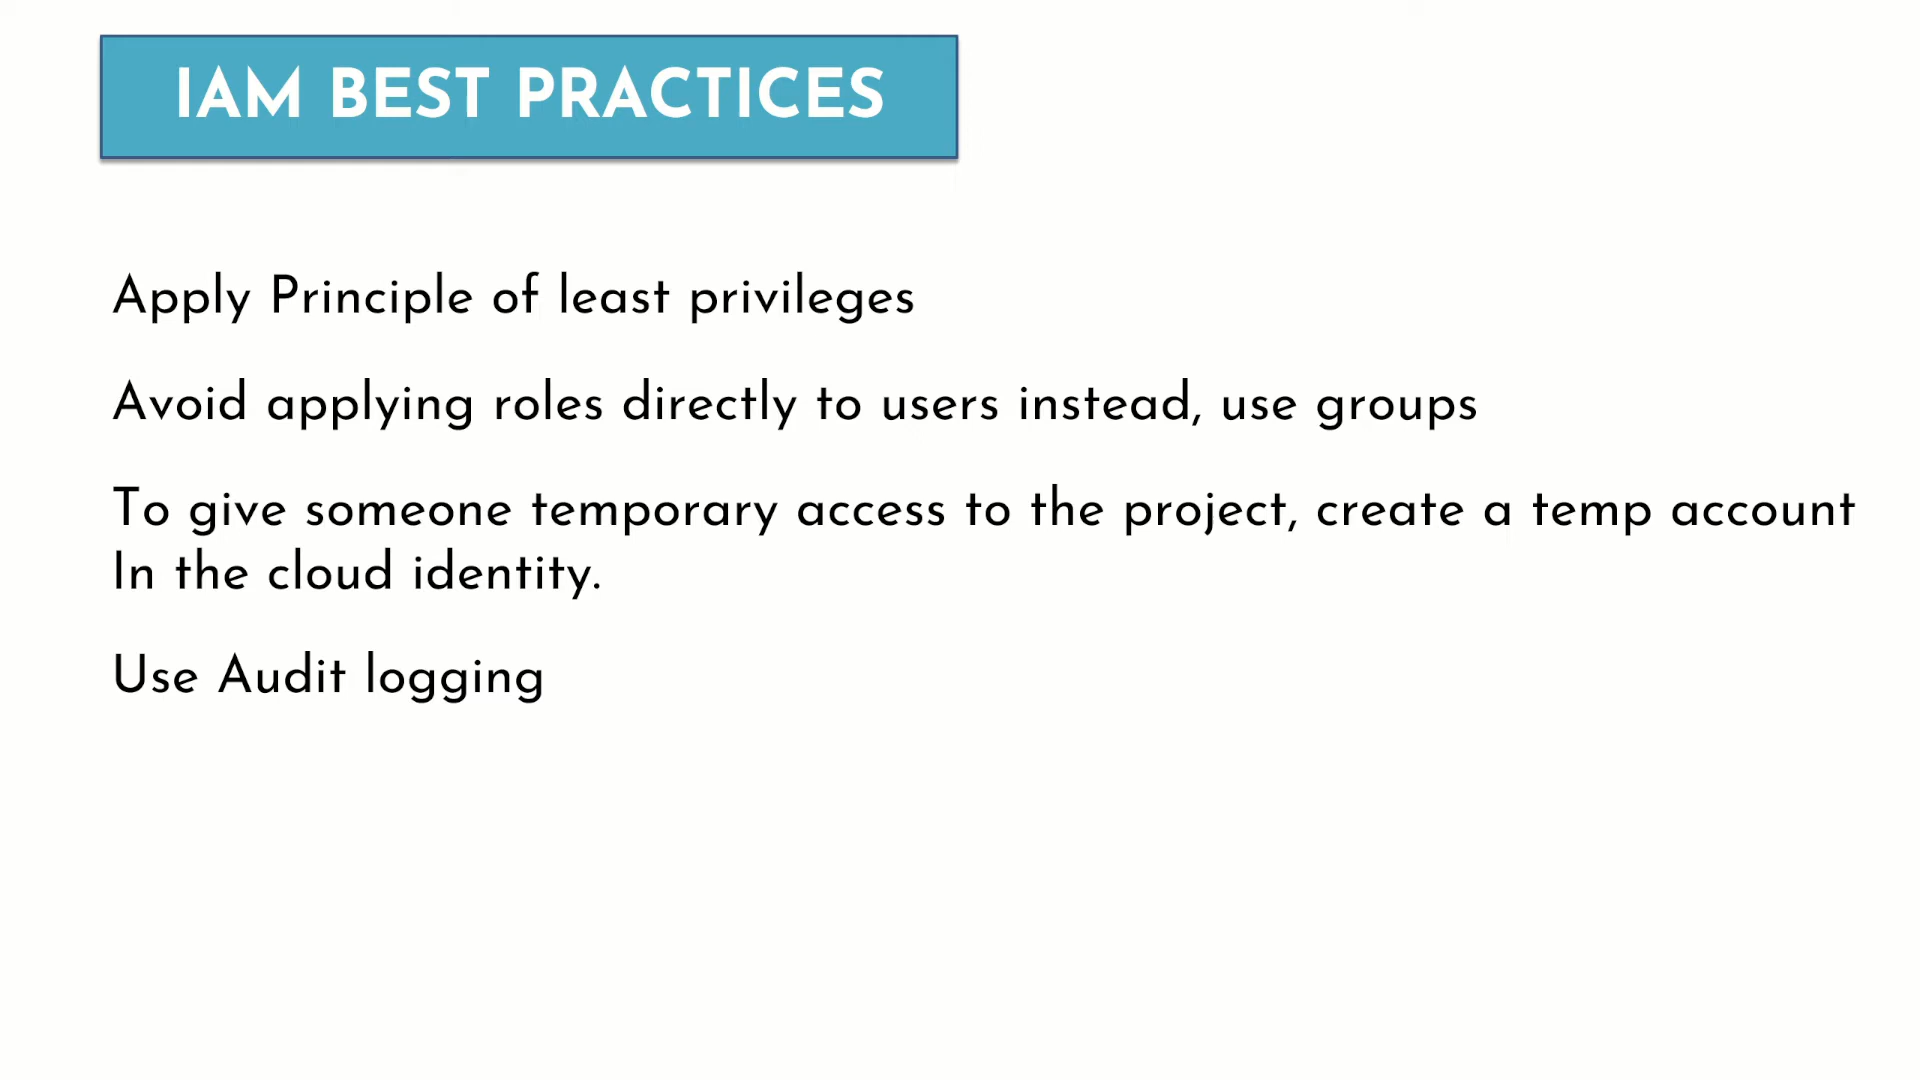 IAM BEST PRACTICES
Apply Principle of least privileges
Avoid applying roles directly to users instead, use groups
To give someone temporary access to the project, create a temp account
In the cloud identity.
Use Audit logging